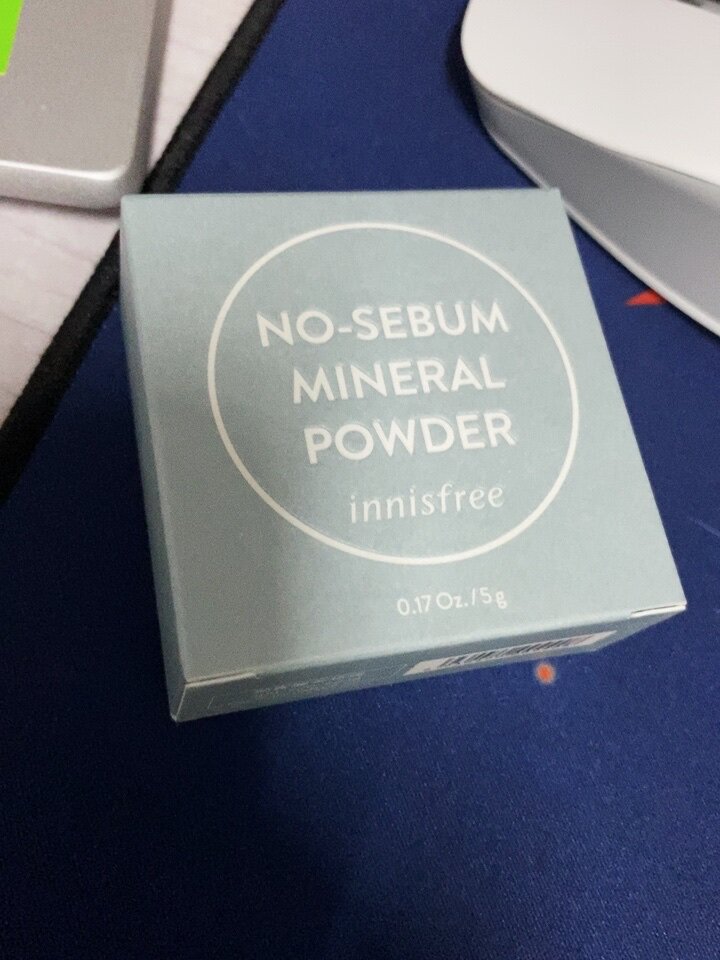 NO-SEBUM
MINERAL
POWDER
innisfree
0.17 Oz./5g